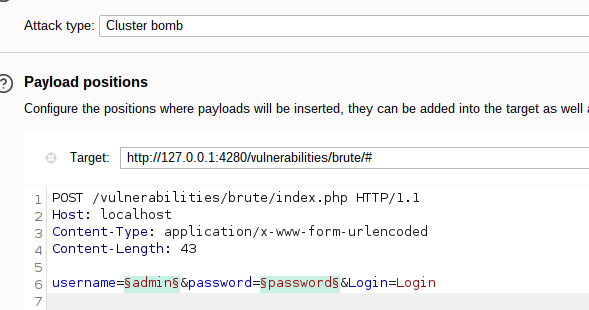 Attack type: Cluster bomb
? Payload positions
Configure the positions where payloads will be inserted, they can be added into the target as well
Target: http://127.0.0.1:4280/vulnerabilities/brute/#
1 POST /vulnerabilities/brute/index.php HTTP/1.1
2 Host: localhost
3 Content-Type: application/x-www-form-urlencoded
4 Content-Length: 43
5
6 username=§admin§&password=§password§&Login=Login
7